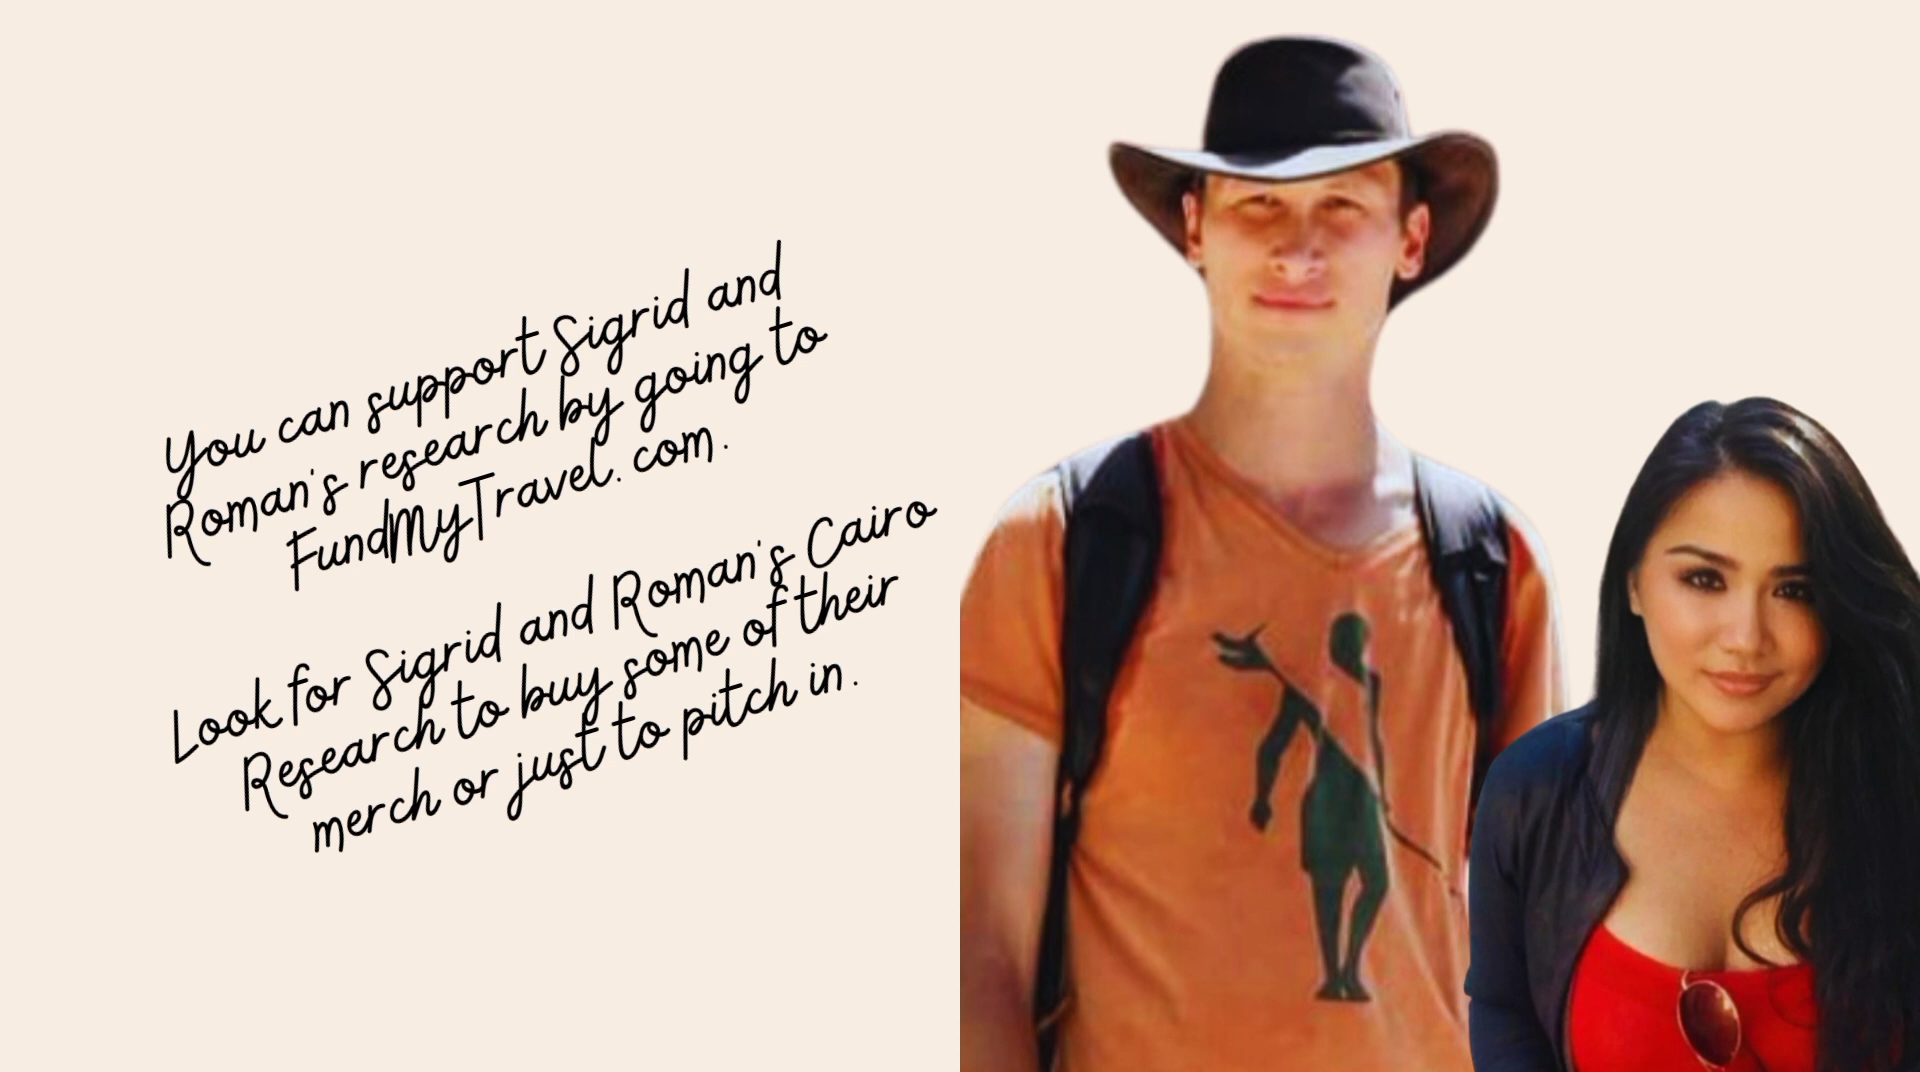 You can support Sigrid and
Roman's research by going to
FundMyTravel.com.
Look for Sigrid and Roman's Cairo
Research to buy some of their
merch or just to pitch in.